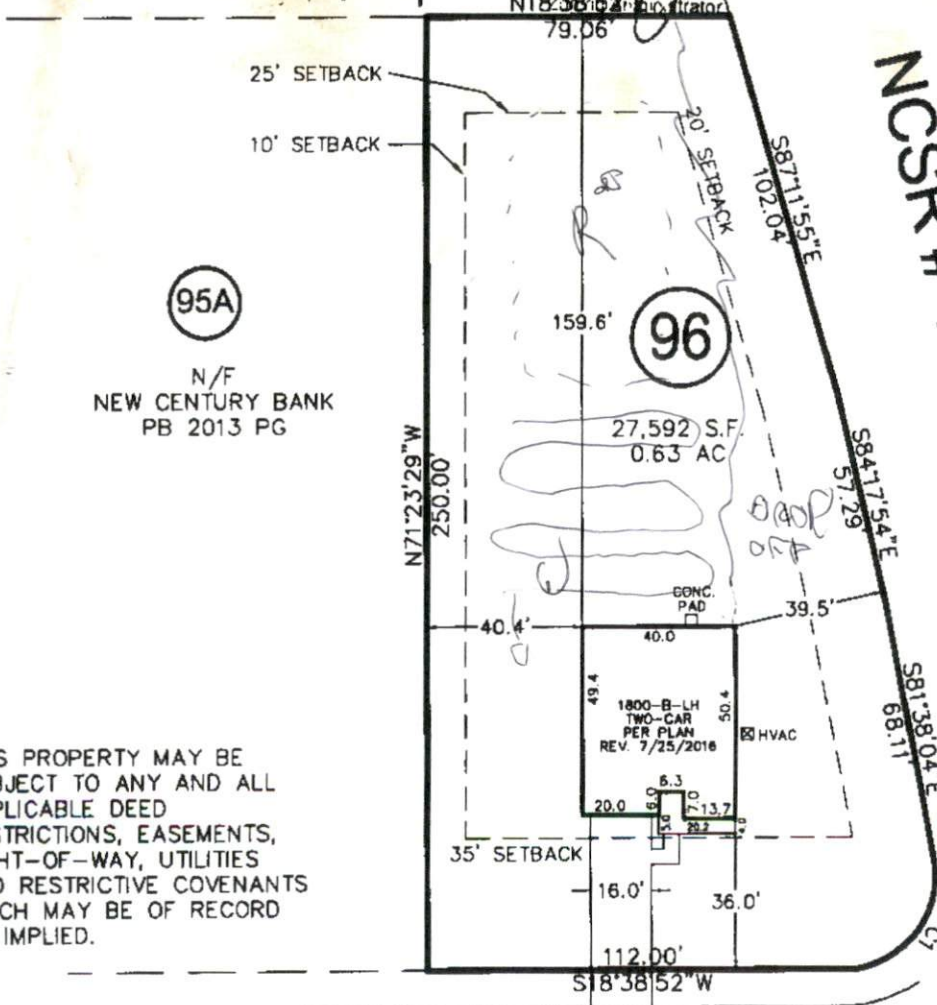 79.06'
25' SETBACK
10' SETBACK
20' SETBACK
S87°11'55"E
102.04'
NCSR #
95A
N/F
NEW CENTURY BANK
PB 2013 PG
R
159.6'
96
27,592 S.F.
0.63 AC
N71°23'29"W
250.00'
S84°17'54"E
57.29'
DROP
CONC.
PAD
40.4'
40.0
39.5'
49.4
1800-B-LH
TWO-CAR
PER PLAN
REV. 7/25/2016
50.4
HVAC
S81°38'04"E
68.11'
6.3
20.0
6.0
7.0
13.7
5.0
20.2
4.0
35' SETBACK
16.0'
36.0'
S PROPERTY MAY BE
BJECT TO ANY AND ALL
PLICABLE DEED
STRICTIONS, EASEMENTS,
HT-OF-WAY, UTILITIES
D RESTRICTIVE COVENANTS
CH MAY BE OF RECORD
IMPLIED.
112.00'
S18°38'52"W